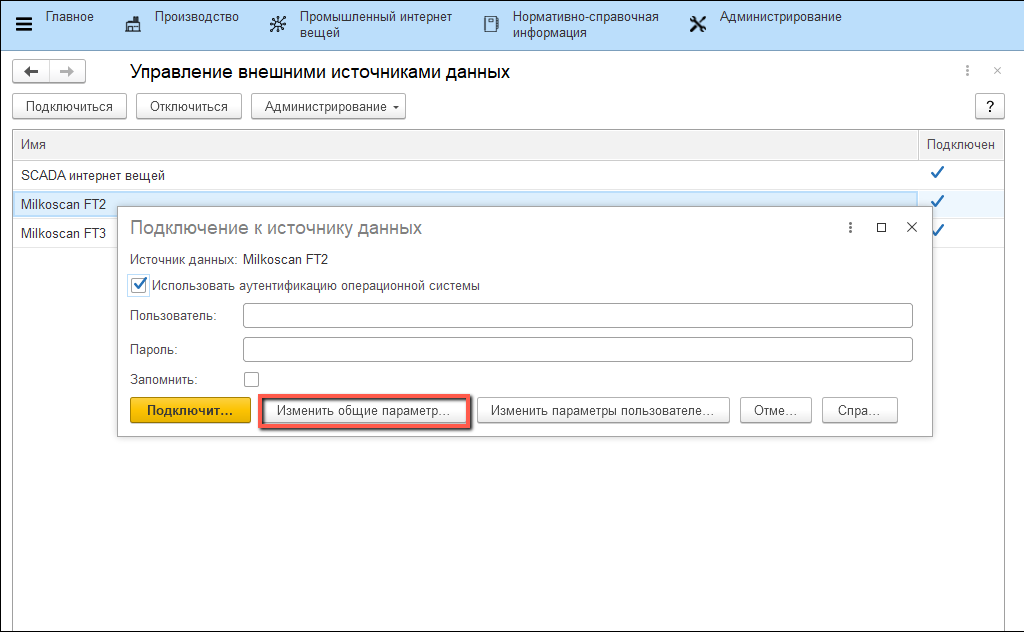 Главное
Производство
Промышленный интернет
вещей
Нормативно-справочная
информация
Администрирование
Управление внешними источниками данных
Подключиться
Отключиться
Администрирование
?
Имя
Подключен
SCADA интернет вещей
Milkoscan FT2
Milkoscan FT3
Подключение к источнику данных
Источник данных: Milkoscan FT2
Использовать аутентификацию операционной системы
Пользователь:
Пароль:
Запомнить:
Подключит...
Изменить общие параметр...
Изменить параметры пользователе...
Отме...
Спра...